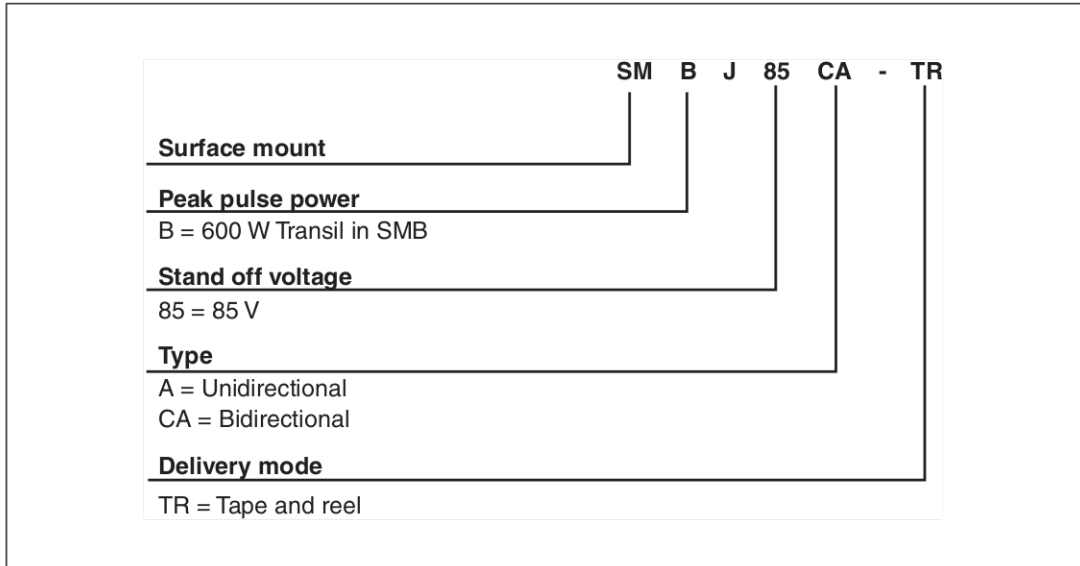 SM B J 85 CA - TR
Surface mount
Peak pulse power
B = 600 W Transil in SMB
Stand off voltage
85 = 85 V
Type
A = Unidirectional
CA = Bidirectional
Delivery mode
TR = Tape and reel